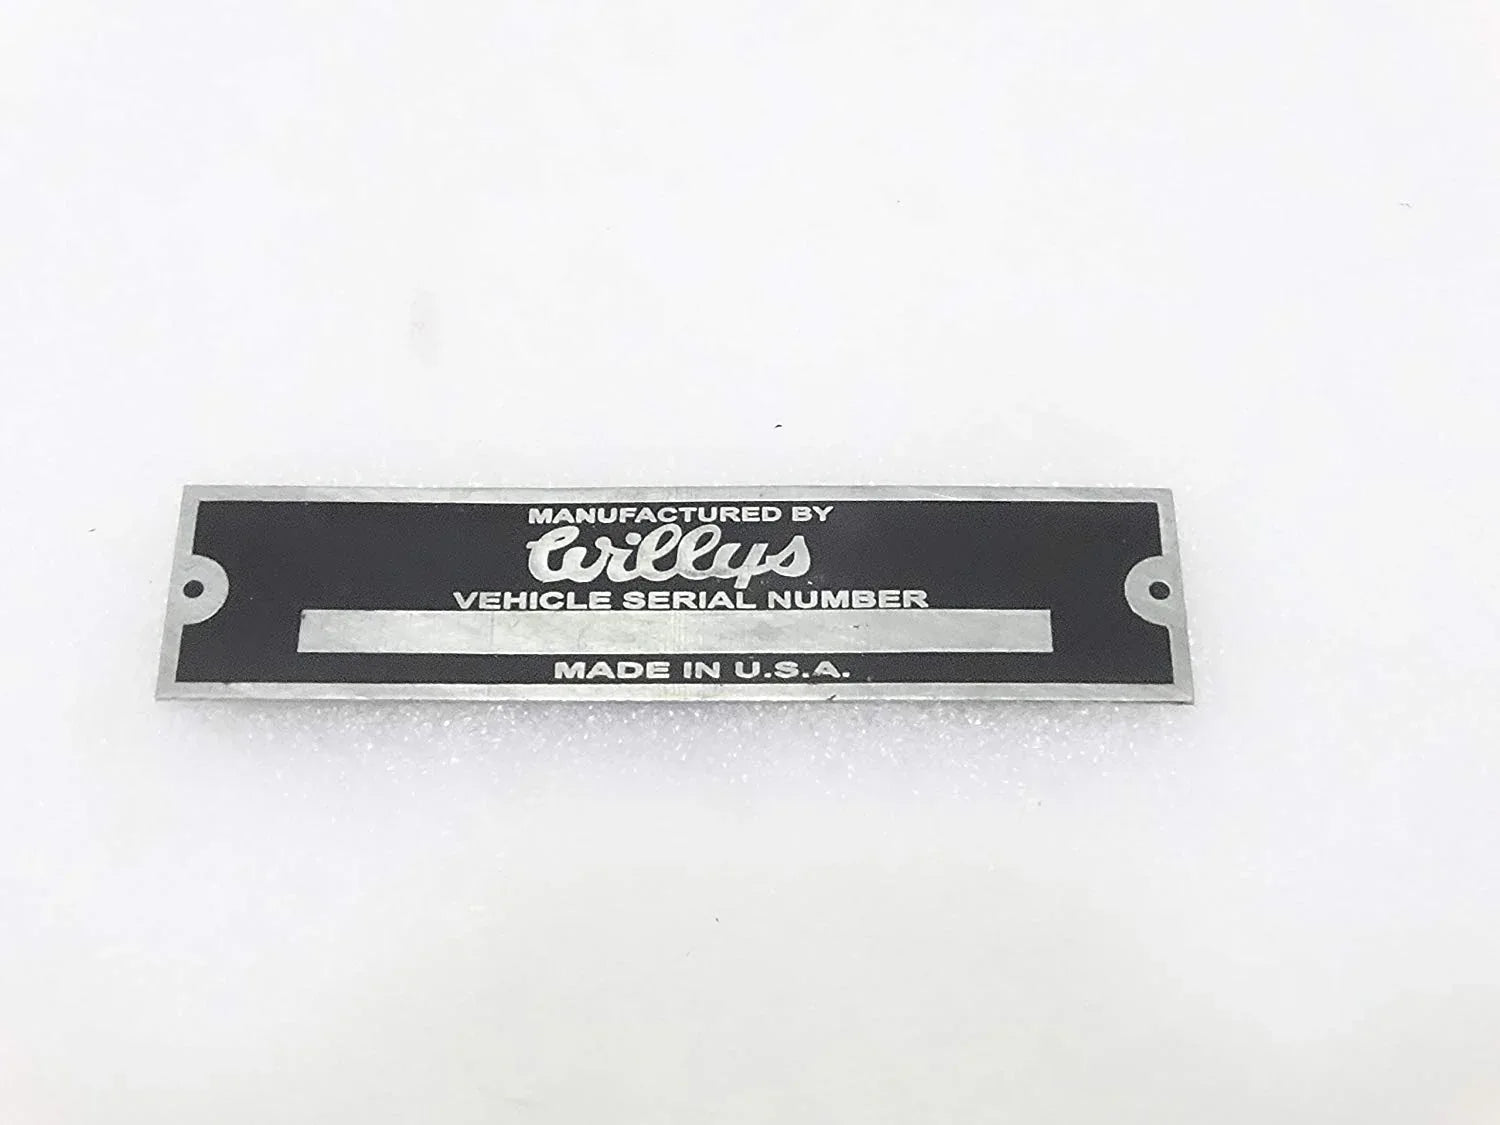 MANUFACTURED BY
Willys
VEHICLE SERIAL NUMBER
MADE IN U.S.A.